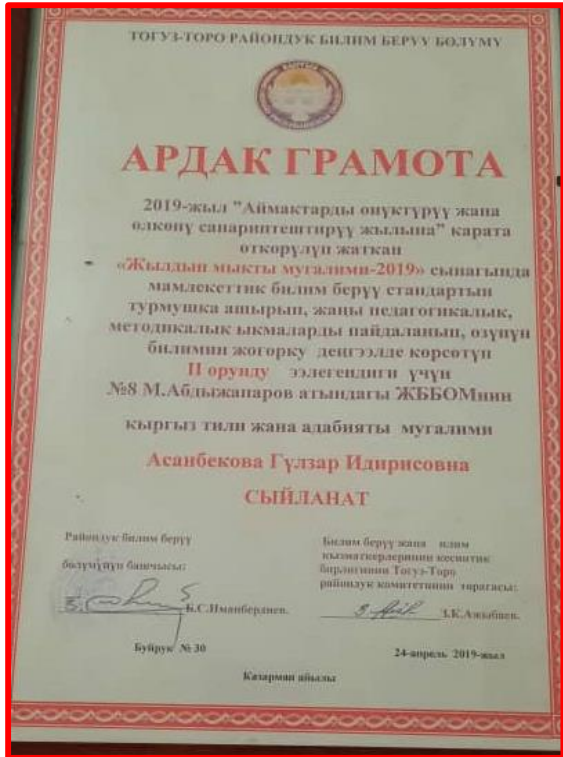 ТОГУЗ-ТОРО РАЙОНДУК БИЛИМ БЕРҮҮ БӨЛҮМҮ
АРДАК ГРАМОТА
2019-жыл "Аймактарды өнүктүрүү жана
өлкөнү санариптештирүү жылына" карата
өткөрүлүп жаткан
«Жылдын мыкты мугалими-2019» сынагында
мамлекеттик билим берүү стандартын
турмушка ашырып, жаңы педагогикалык,
методикалык ыкмаларды пайдаланып, өзүнүн
билимин жогорку деңгээлде көрсөтүп
II орунду ээлегендиги үчүн
№8 М.Абдыжапаров атындагы ЖББОМнин
кыргыз тили жана адабияты мугалими
Асанбекова Гүлзар Идирисовна
СЫЙЛАНАТ
Райондук билим берүү
бөлүмүнүн башчысы:
Б.С.Иманбердиев.
Билим берүү жана илим
кызматкерлеринин кесиптик
бирлигинин Тогуз-Торо
райондук комитетинин төрагасы:
К.Ажыбаев.
Буйрук № 30
24-апрель 2019-жыл
Казарман айылы